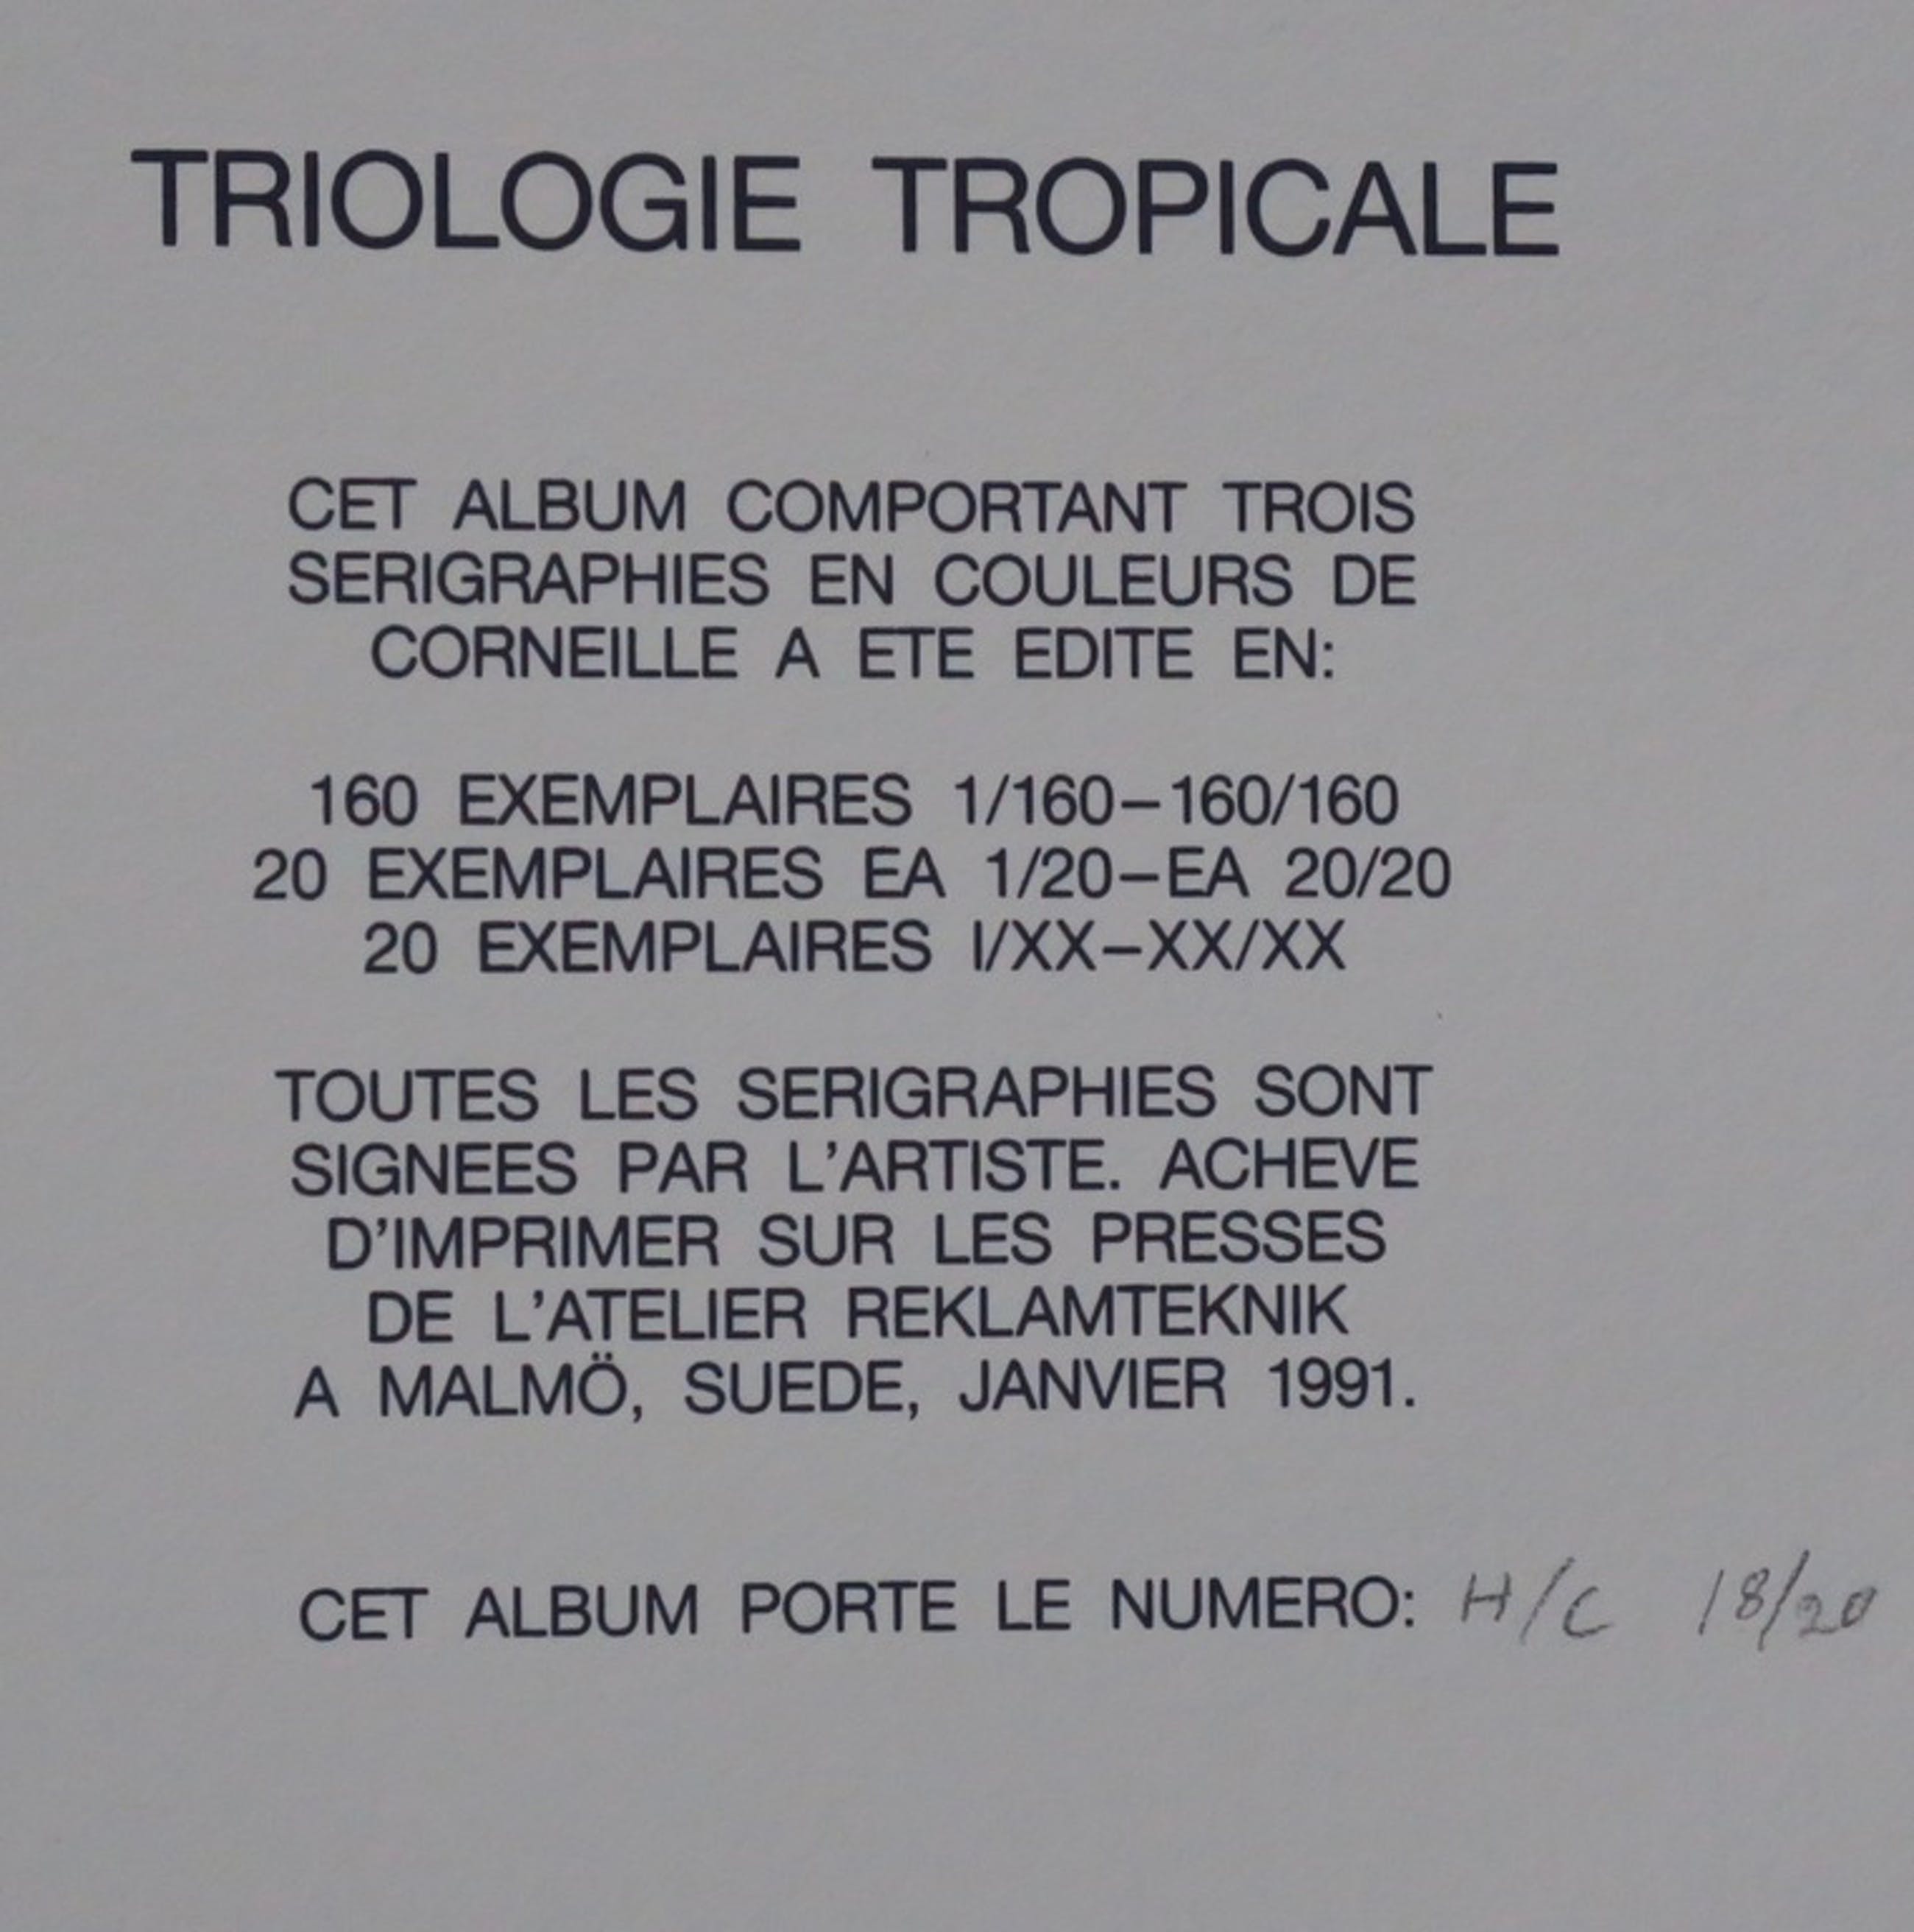 TRIOLOGIE TROPICALE
CET ALBUM COMPORTANT TROIS
SERIGRAPHIES EN COULEURS DE
CORNEILLE A ETE EDITE EN:
160 EXEMPLAIRES 1/160–160/160
20 EXEMPLAIRES EA 1/20–EA 20/20
20 EXEMPLAIRES I/XX–XX/XX
TOUTES LES SERIGRAPHIES SONT
SIGNEES PAR L'ARTISTE. ACHEVE
D'IMPRIMER SUR LES PRESSES
DE L'ATELIER REKLAMTEKNIK
A MALMÖ, SUEDE, JANVIER 1991.
CET ALBUM PORTE LE NUMERO: H/C 18/20